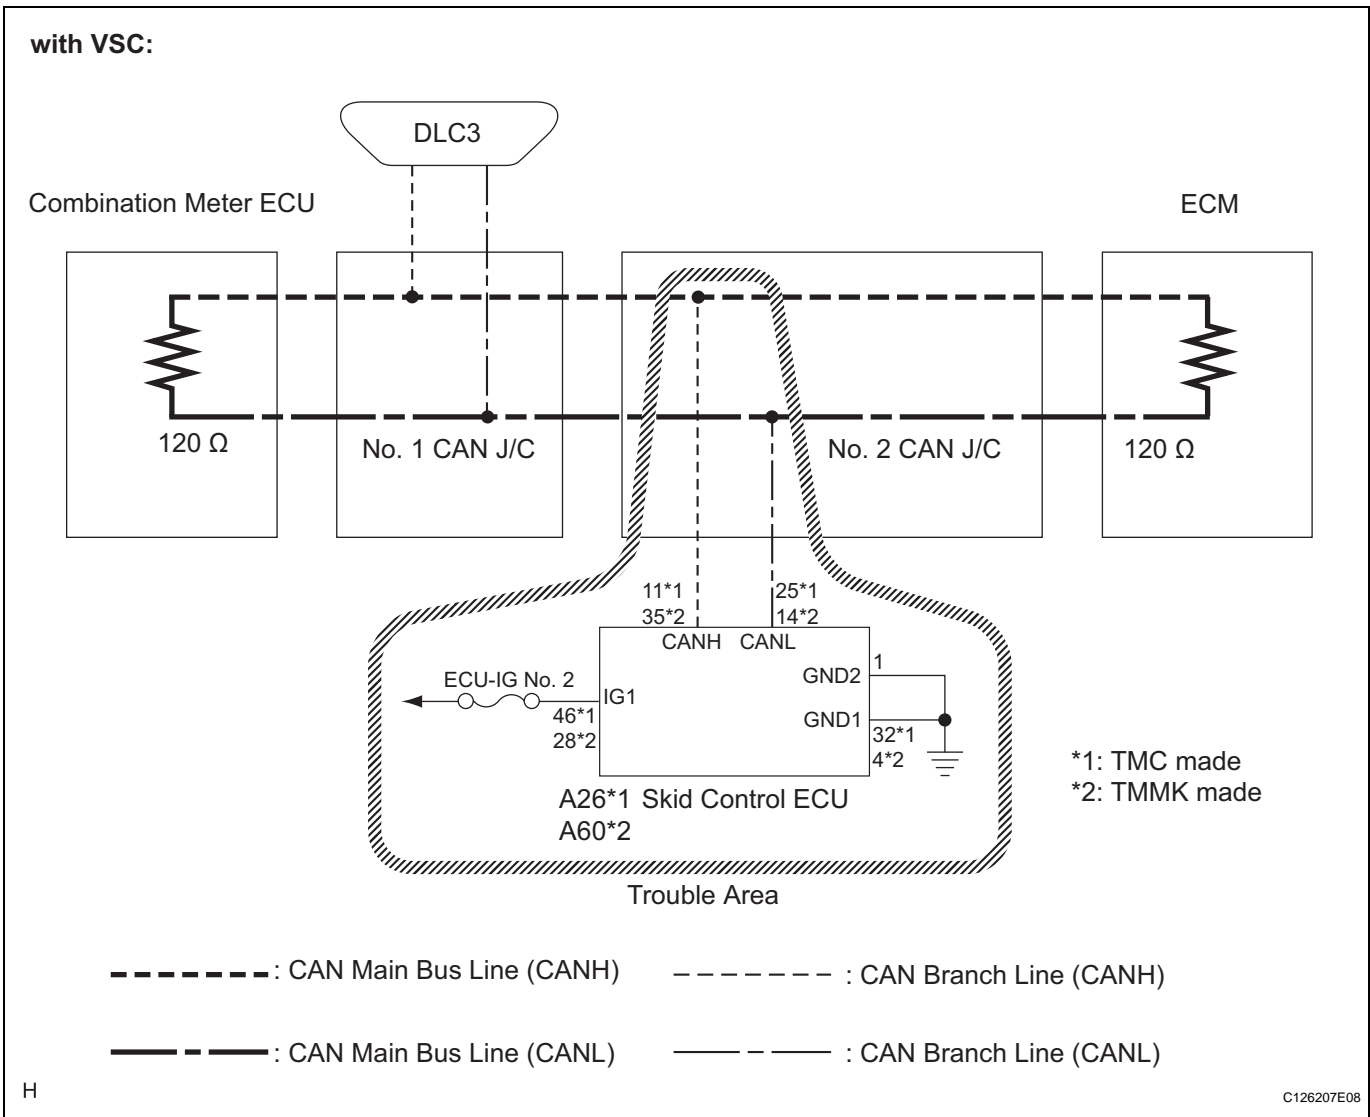 with VSC:
DLC3
Combination Meter ECU
ECM
120 Ω
No. 1 CAN J/C
No. 2 CAN J/C
120 Ω
11*1
25*1
35*2
14*2
CANH
CANL
GND2
1
ECU-IG No. 2
IG1
GND1
46*1
28*2
32*1
4*2
A26*1 Skid Control ECU
A60*2
*1: TMC made
*2: TMMK made
Trouble Area
: CAN Main Bus Line (CANH)
: CAN Branch Line (CANH)
: CAN Main Bus Line (CANL)
: CAN Branch Line (CANL)
H
C126207E08